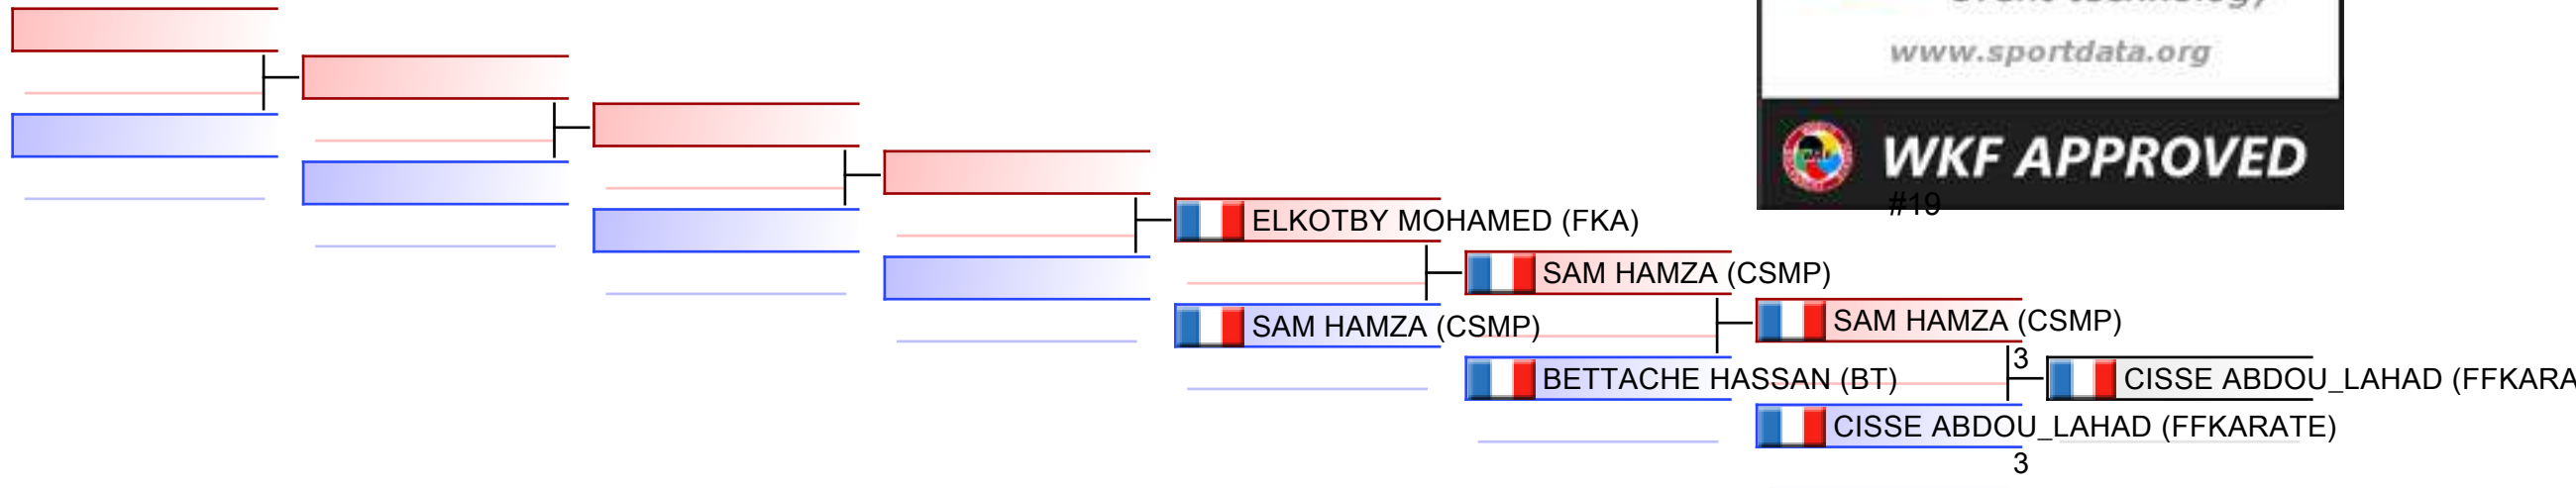 www.sportdata.org
WKF APPROVED
#19
ELKOTBY MOHAMED (FKA)
SAM HAMZA (CSMP)
SAM HAMZA (CSMP)
SAM HAMZA (CSMP)
3
BETTACHE HASSAN (BT)
CISSE ABDOU_LAHAD (FFKARA
CISSE ABDOU_LAHAD (FFKARATE)
3